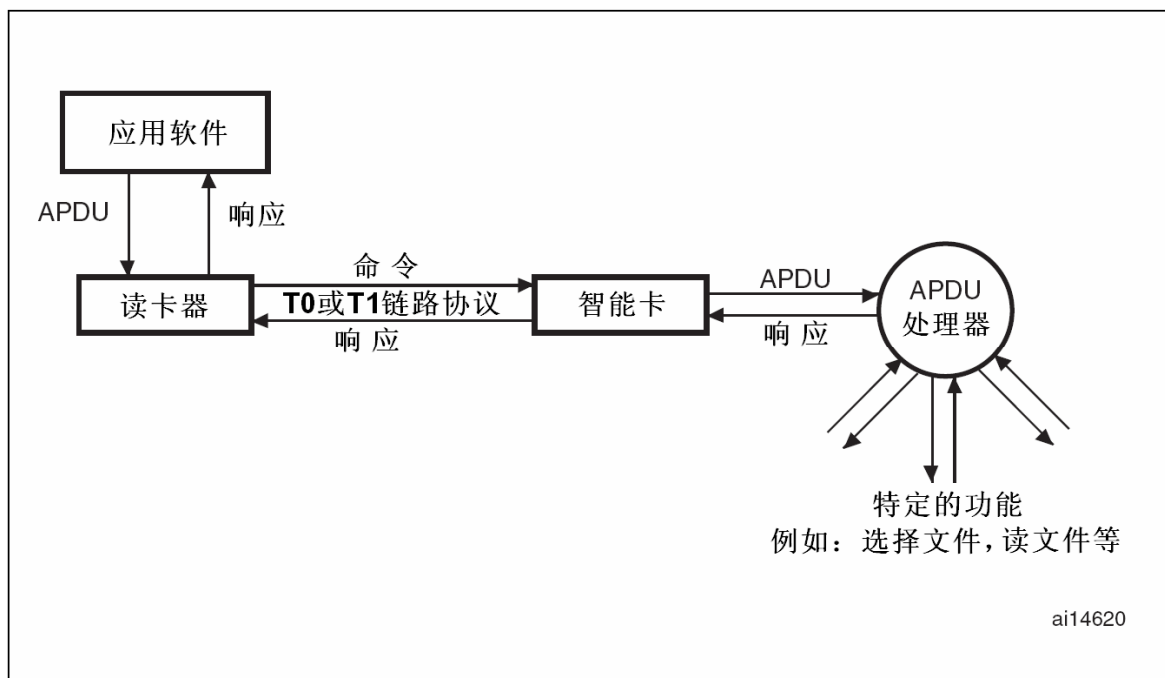 应用软件
APDU
响应
命令
T0或T1链路协议
响应
读卡器
智能卡
APDU
响应
APDU
处理器
特定的功能
例如：选择文件，读文件等
ai14620